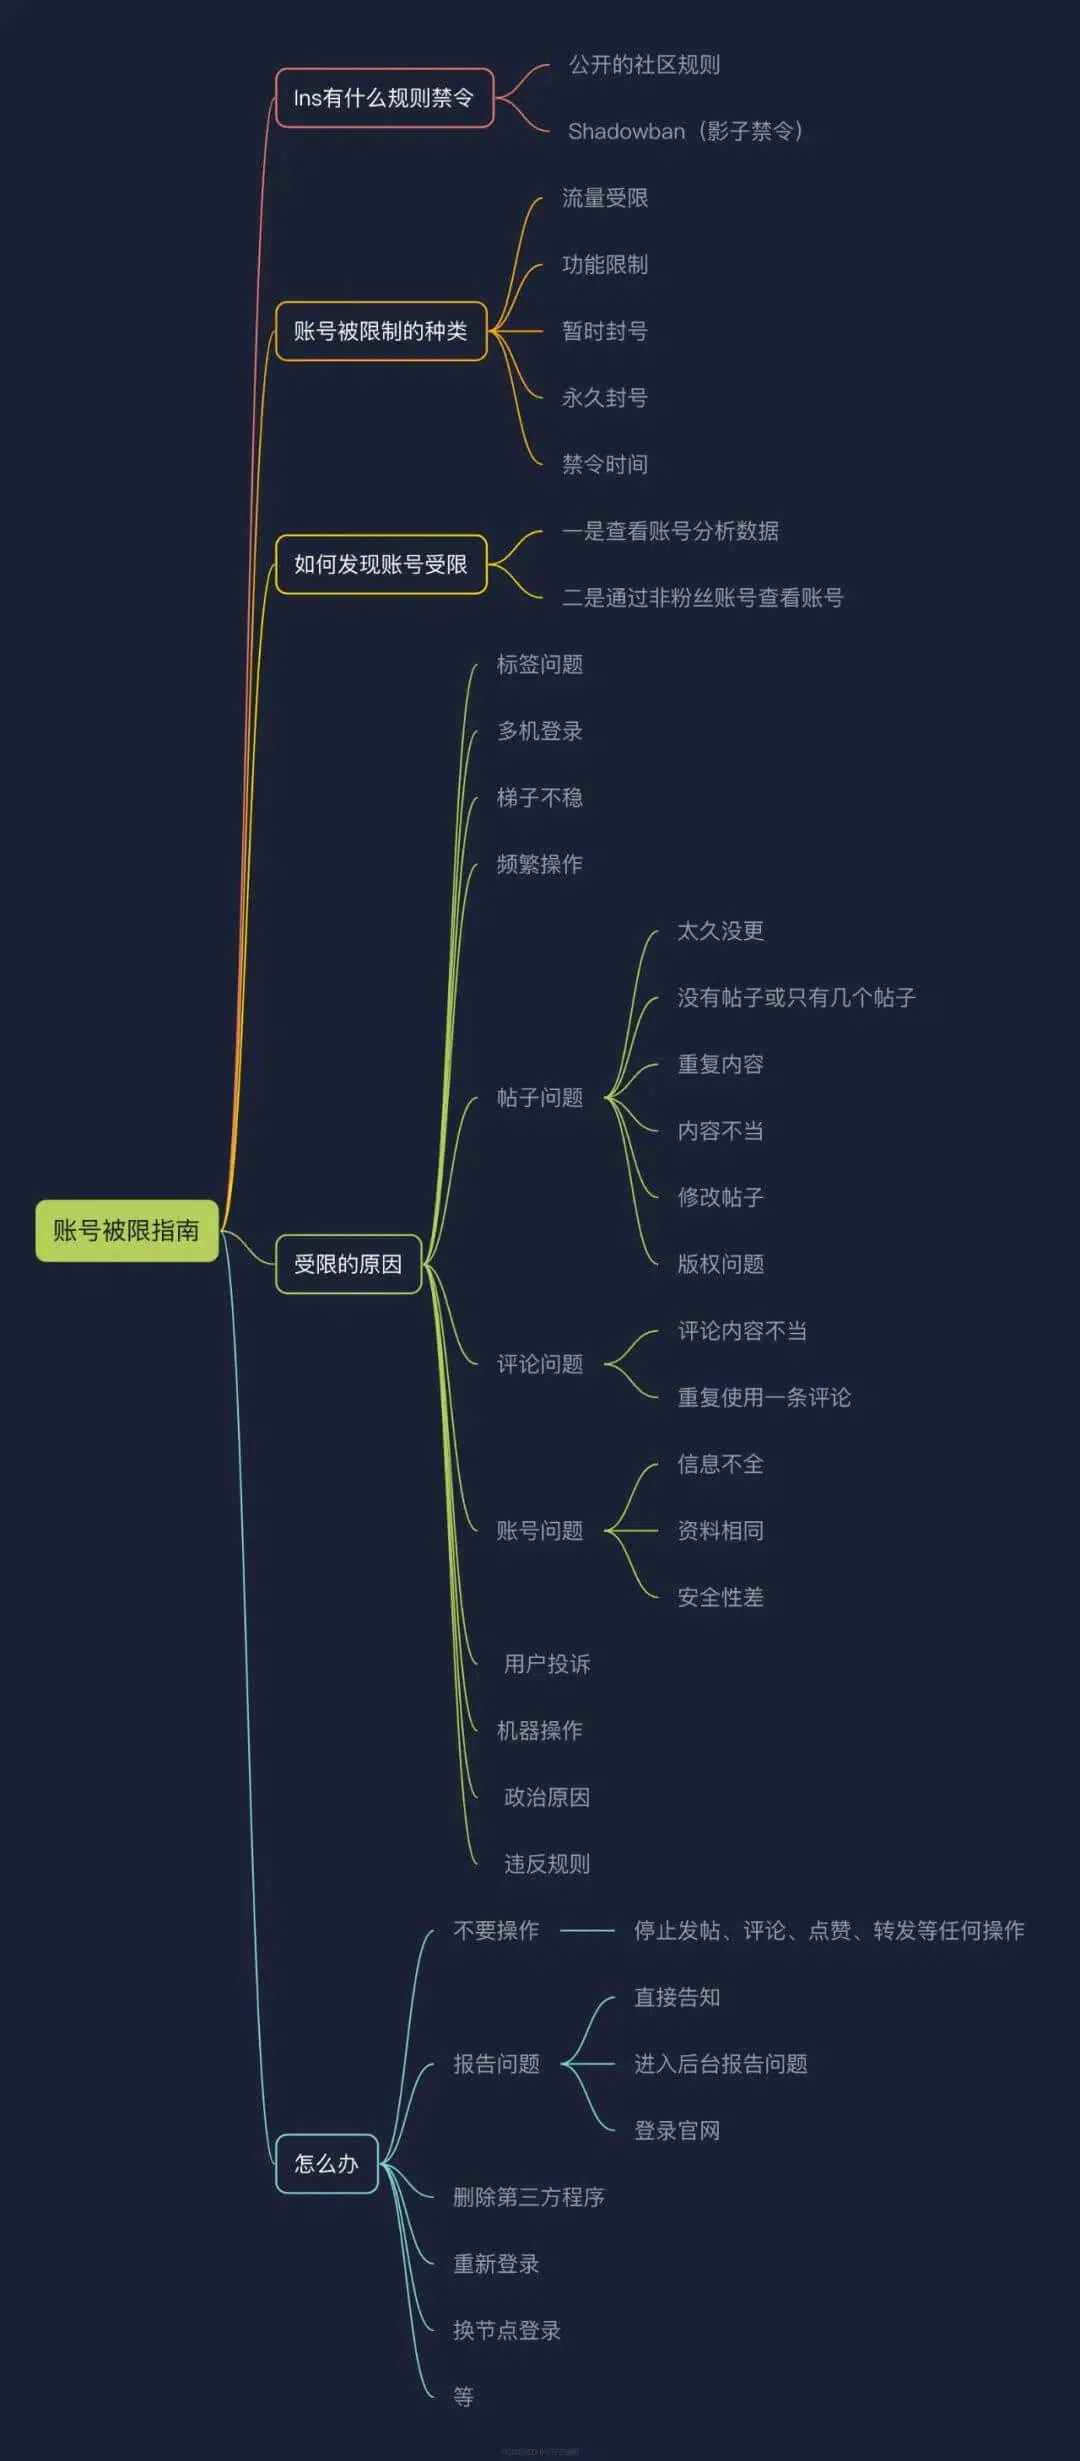 Ins有什么规则禁令
公开的社区规则
Shadowban（影子禁令）
账号被限制的种类
流量受限
功能限制
暂时封号
永久封号
禁令时间
如何发现账号受限
一是查看账号分析数据
二是通过非粉丝账号查看账号
账号被限指南
受限的原因
标签问题
多机登录
梯子不稳
频繁操作
帖子问题
太久没更
没有帖子或只有几个帖子
重复内容
内容不当
修改帖子
版权问题
评论问题
评论内容不当
重复使用一条评论
账号问题
信息不全
资料相同
安全性差
用户投诉
机器操作
政治原因
违反规则
怎么办
不要操作
停止发帖、评论、点赞、转发等任何操作
报告问题
直接告知
进入后台报告问题
登录官网
删除第三方程序
重新登录
换节点登录
等